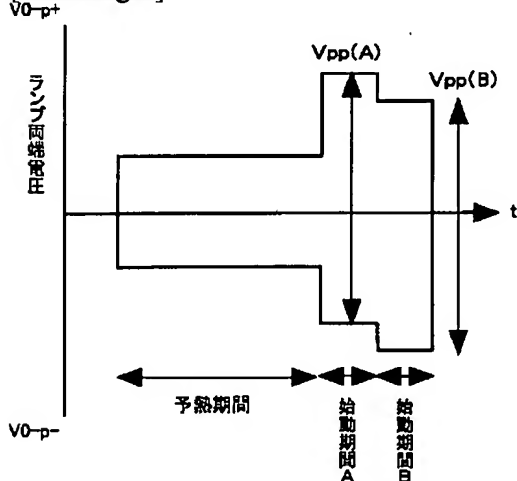 V0-p+
ランプ両端電圧
Vpp(A)
Vpp(B)
t
予熱期間
始動期間A
始動期間B
V0-p-